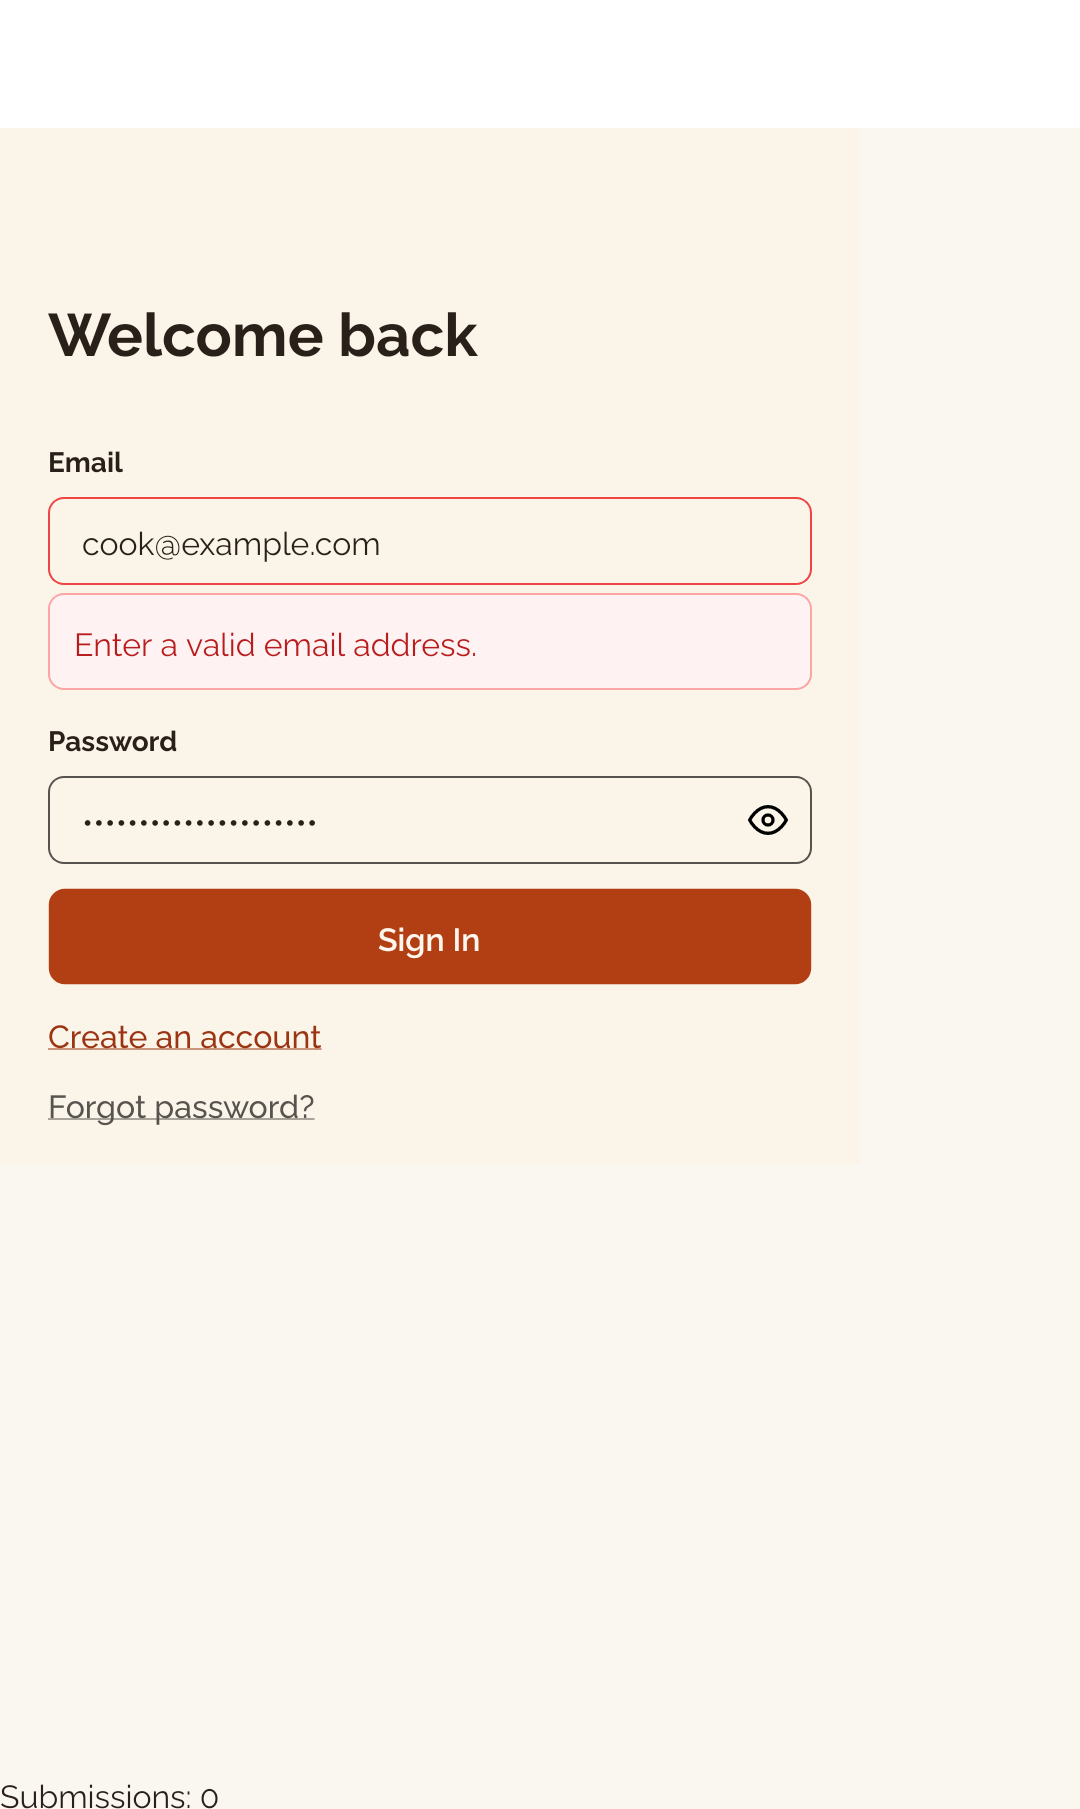 Welcome back
Email
cook@example.com
Enter a valid email address.
Password
•••••••••••••••••••••
Sign In
Create an account
Forgot password?
Submissions: 0